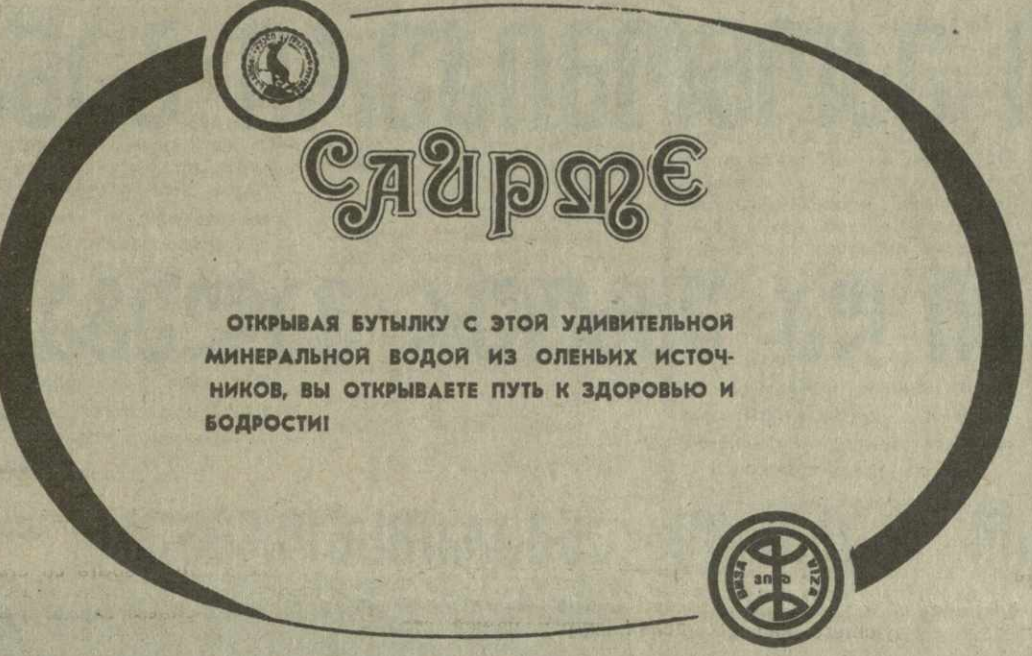 САИРМЕ
ОТКРЫВАЯ БУТЫЛКУ С ЭТОЙ УДИВИТЕЛЬНОЙ
МИНЕРАЛЬНОЙ ВОДОЙ ИЗ ОЛЕНЬИХ ИСТОЧ-
НИКОВ, ВЫ ОТКРЫВАЕТЕ ПУТЬ К ЗДОРОВЬЮ И
БОДРОСТИ!